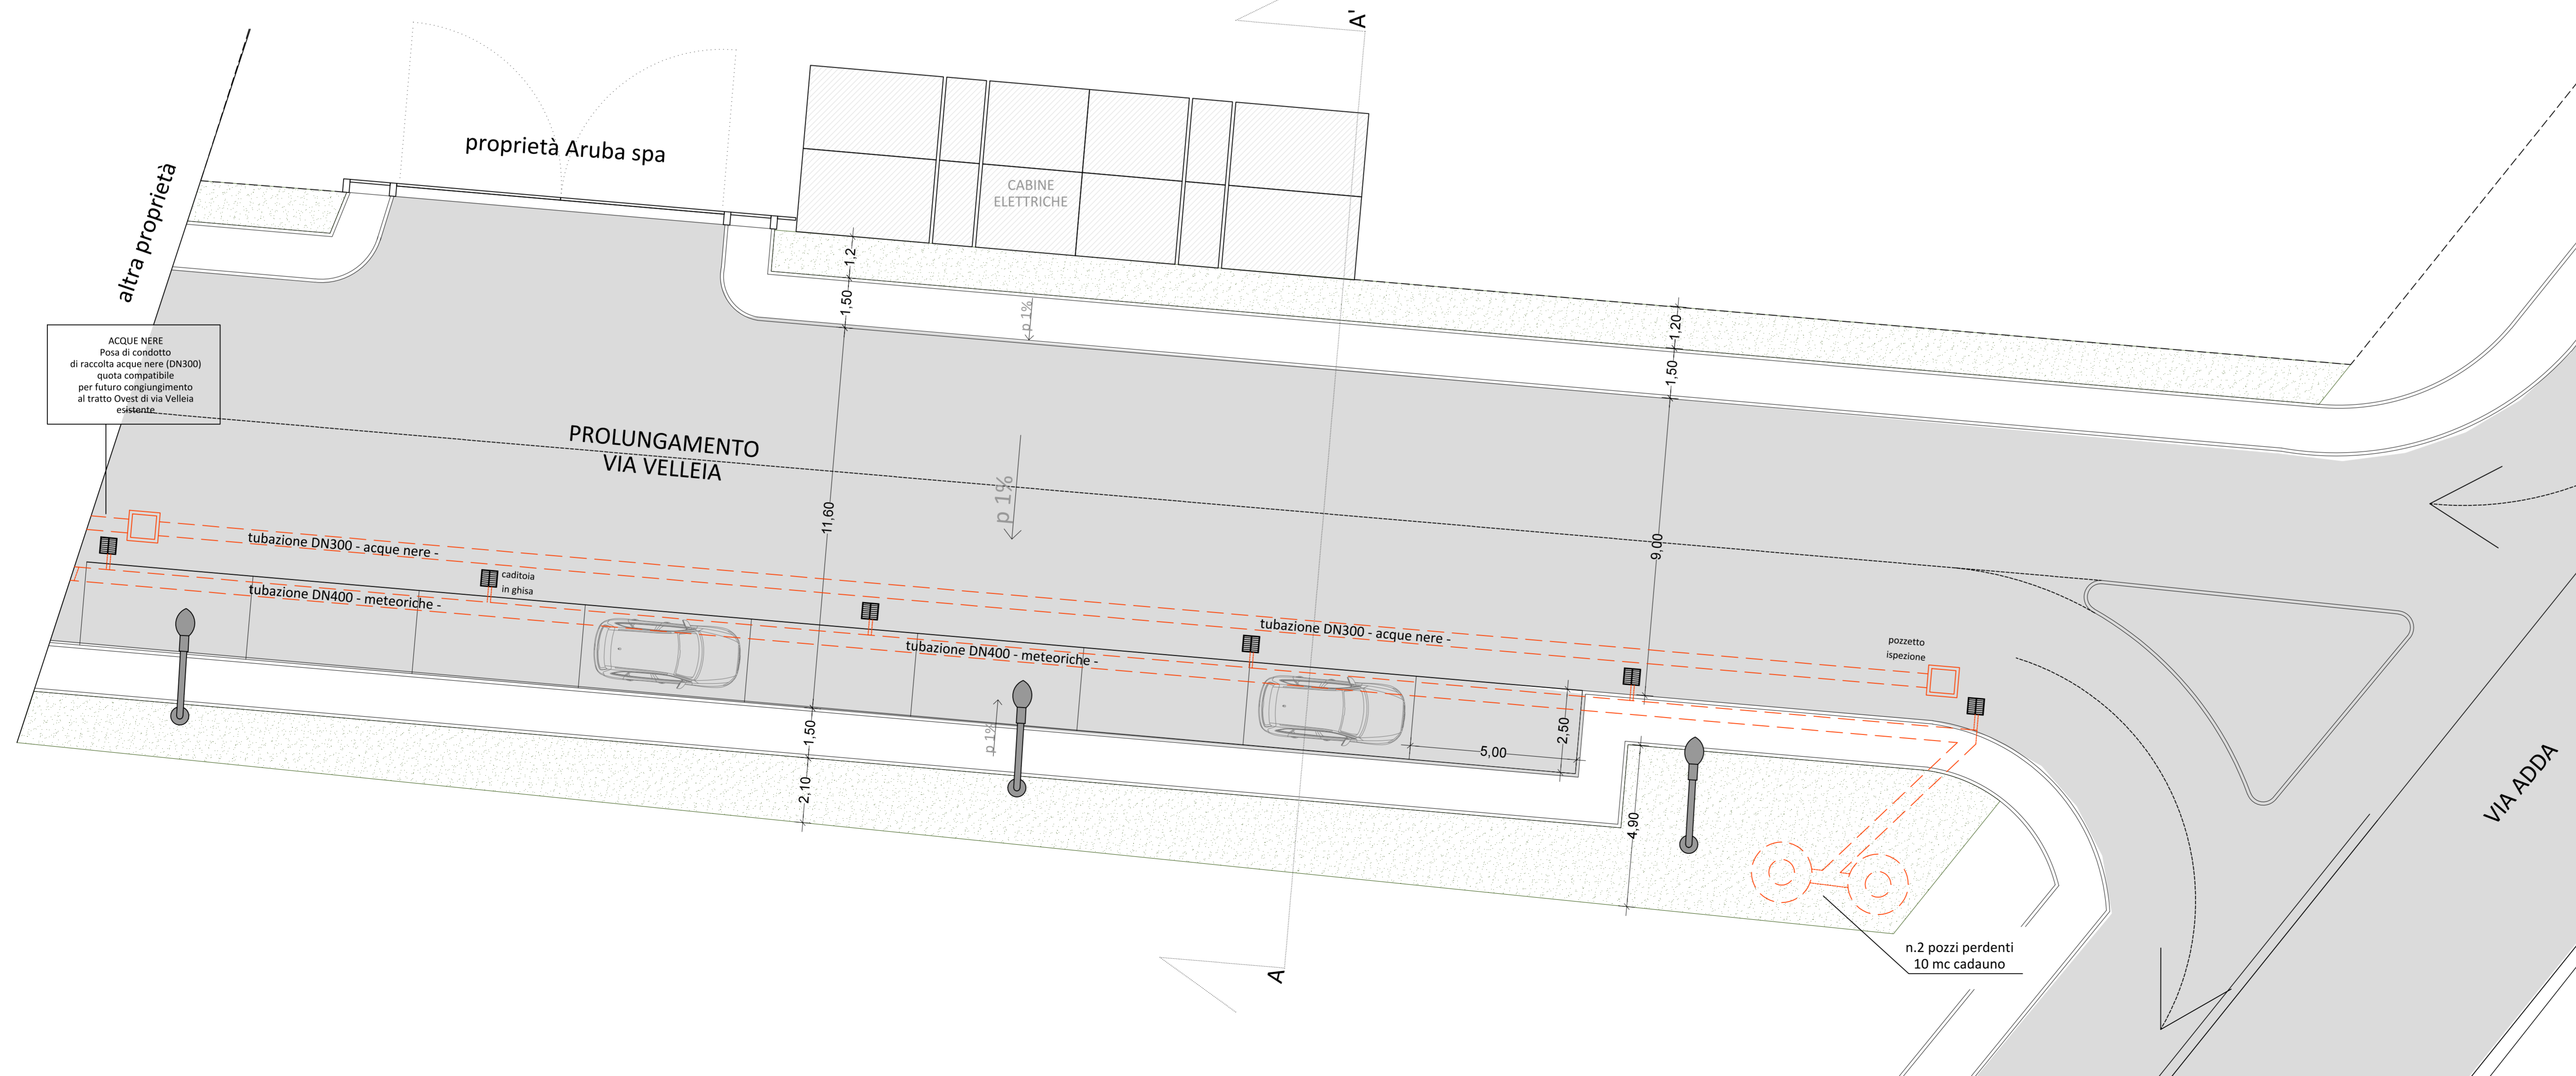 A'
proprietà Aruba spa
altra proprietà
CABINE
ELETTRICHE
1,2
1,50
p 1%
1,20
1,50
ACQUE NERE
Posa di condotto
di raccolta acque nere (DN300)
quota compatibile
per futuro congiungimento
al tratto Ovest di via Velleia
esistente
PROLUNGAMENTO
VIA VELLEIA
p 1%
11,60
9,00
tubazione DN300 - acque nere -
caditoia
in ghisa
tubazione DN400 - meteoriche -
tubazione DN300 - acque nere -
tubazione DN400 - meteoriche -
pozzetto
ispezione
p 1%
1,50
2,10
5,00
2,50
4,90
VIA ADDA
n.2 pozzi perdenti
10 mc cadauno
A